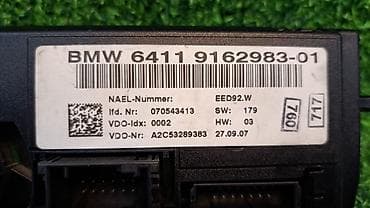 BMW 6411 9162983-01
NAEL-Nummer: EED92.W
lfd. Nr: 070543413 SW: 179
VDO-Idx: 0002 HW: 03
VDO-Nr: A2C53289383 27.09.07
760
717